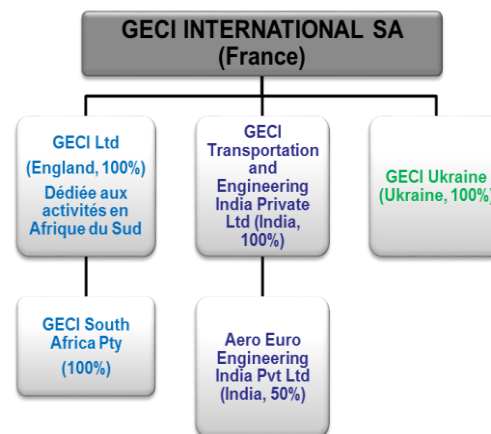 GECI INTERNATIONAL SA
(France)
GECI Ltd
(England, 100%)
Dédiée aux
activités en
Afrique du Sud
GECI
Transportation
and
Engineering
India Private
Ltd (India,
100%)
GECI Ukraine
(Ukraine, 100%)
GECI South
Africa Pty
(100%)
Aero Euro
Engineering
India Pvt Ltd
(India, 50%)